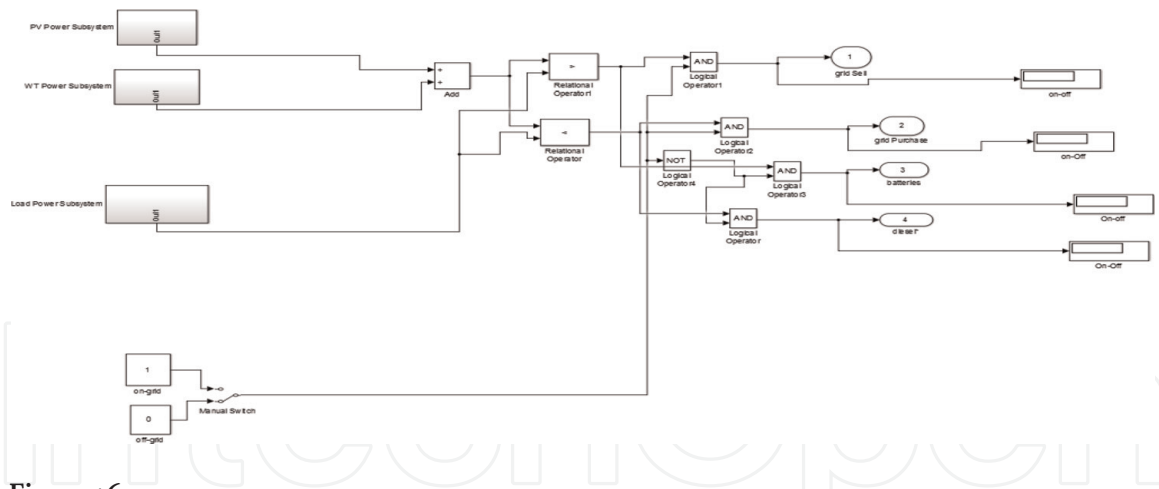 PV Power Subsystem
Out1
WT Power Subsystem
Out1
Load Power Subsystem
Out1
+
+
Add
>
Relational
Operator1
<
Relational
Operator
AND
Logical
Operator1
AND
Logical
Operator2
NOT
Logical
Operator4
AND
Logical
Operator3
AND
Logical
Operator
1
grid Sell
on-off
2
grid Purchase
on-Off
3
batteries
On-off
4
diesel"
On-Off
1
on-grid
Manual Switch
0
off-grid
IntechOpen